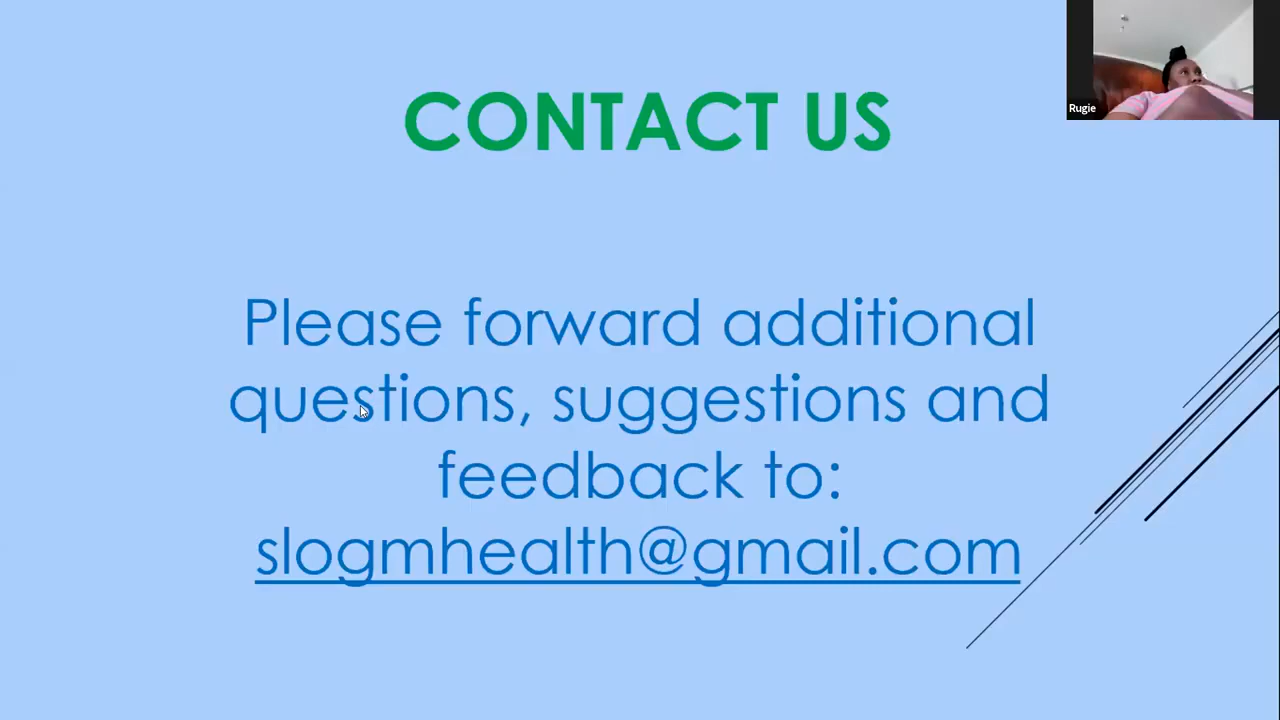 Rugie
CONTACT US
Please forward additional
questions, suggestions and
feedback to:
slogmhealth@gmail.com